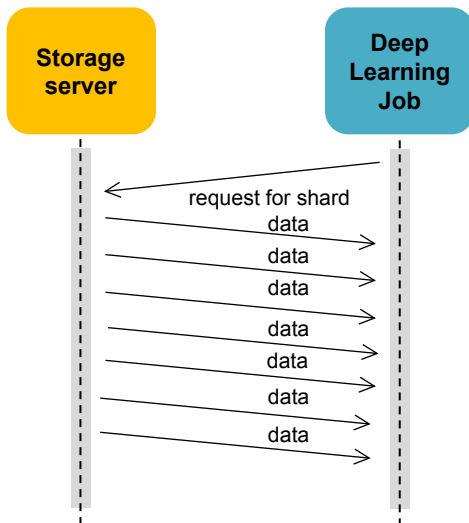 Storage
server
Deep
Learning
Job
request for shard
data
data
data
data
data
data
data